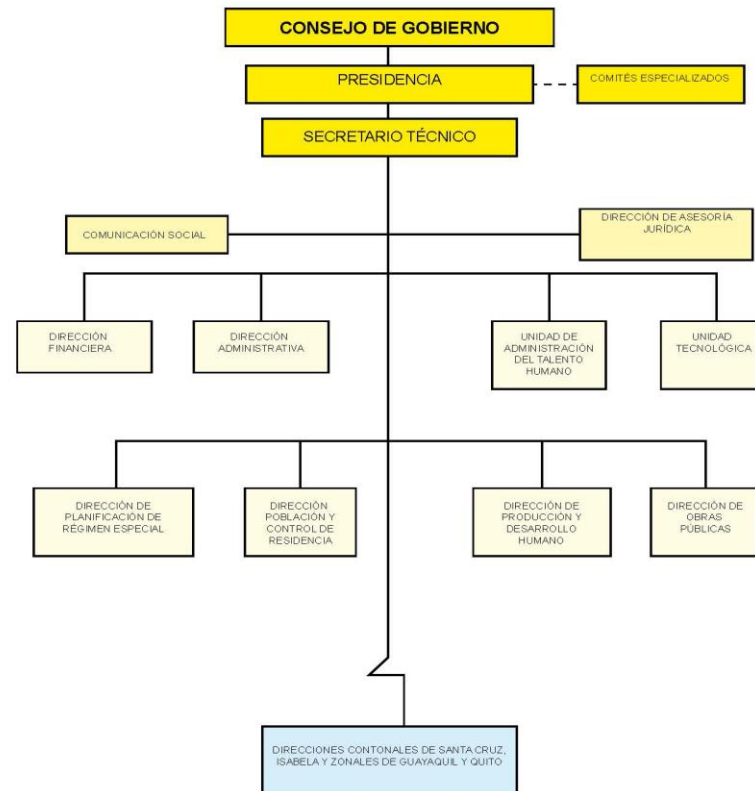 CONSEJO DE GOBIERNO
PRESIDENCIA
COMITÉS ESPECIALIZADOS
SECRETARIO TÉCNICO
COMUNICACIÓN SOCIAL
DIRECCIÓN DE ASESORÍA
JURÍDICA
DIRECCIÓN
FINANCIERA
DIRECCIÓN
ADMINISTRATIVA
UNIDAD DE
ADMINISTRACIÓN
DEL TALENTO
HUMANO
UNIDAD
TECNOLÓGICA
DIRECCIÓN DE
PLANIFICACIÓN DE
RÉGIMEN ESPECIAL
DIRECCIÓN
POBLACIÓN Y
CONTROL DE
RESIDENCIA
DIRECCIÓN DE
PRODUCCIÓN Y
DESARROLLO
HUMANO
DIRECCIÓN DE
OBRAS
PÚBLICAS
DIRECCIONES CONTONALES DE SANTA CRUZ,
ISABELA Y ZONALES DE GUAYAQUIL Y QUITO